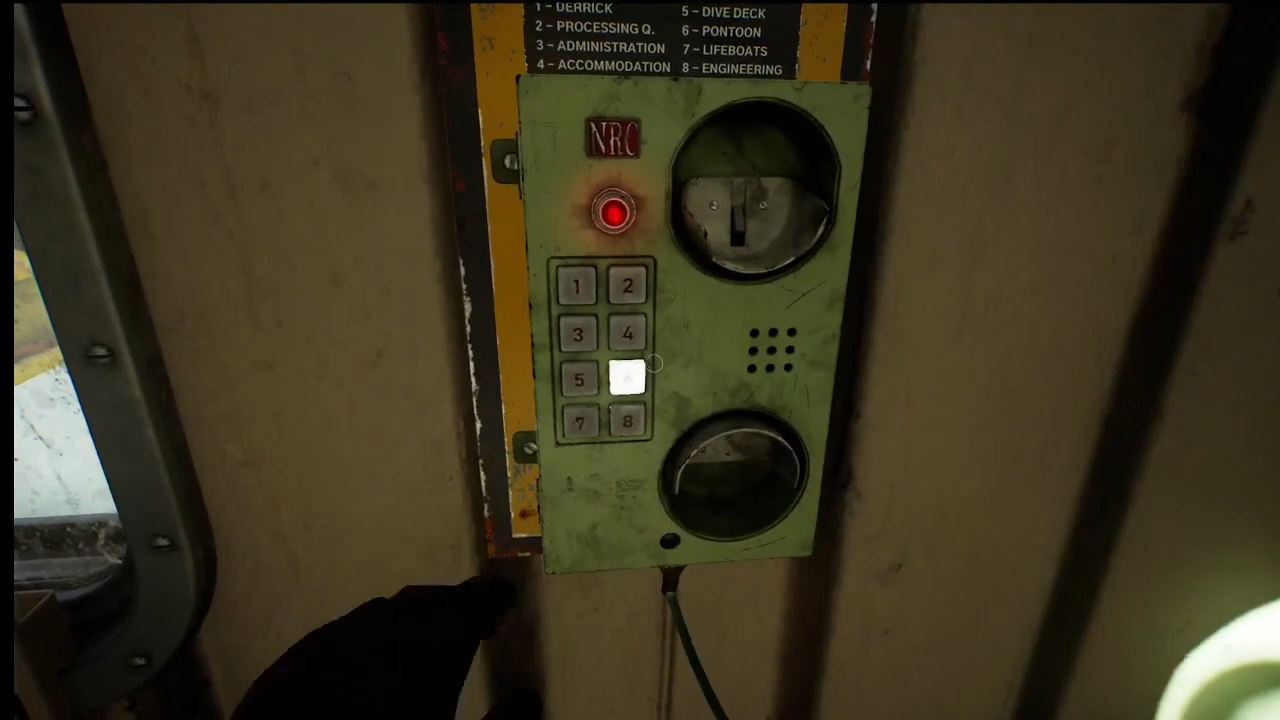 1 – DERRICK 5 – DIVE DECK
2 – PROCESSING Q. 6 – PONTOON
3 – ADMINISTRATION 7 – LIFEBOATS
4 – ACCOMMODATION 8 – ENGINEERING
NRC
1 2
3 4
5
7 8